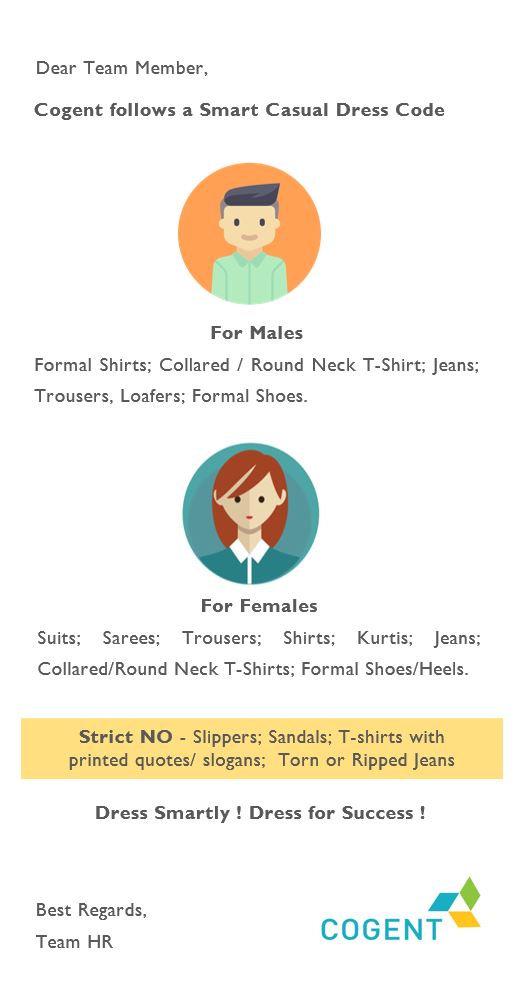 Dear Team Member,
Cogent follows a Smart Casual Dress Code
For Males
Formal Shirts; Collared / Round Neck T-Shirt; Jeans;
Trousers, Loafers; Formal Shoes.
For Females
Suits; Sarees; Trousers; Shirts; Kurtis; Jeans;
Collared/Round Neck T-Shirts; Formal Shoes/Heels.
Strict NO - Slippers; Sandals; T-shirts with
printed quotes/ slogans;  Torn or Ripped Jeans
Dress Smartly ! Dress for Success !
Best Regards,
Team HR
COGENT